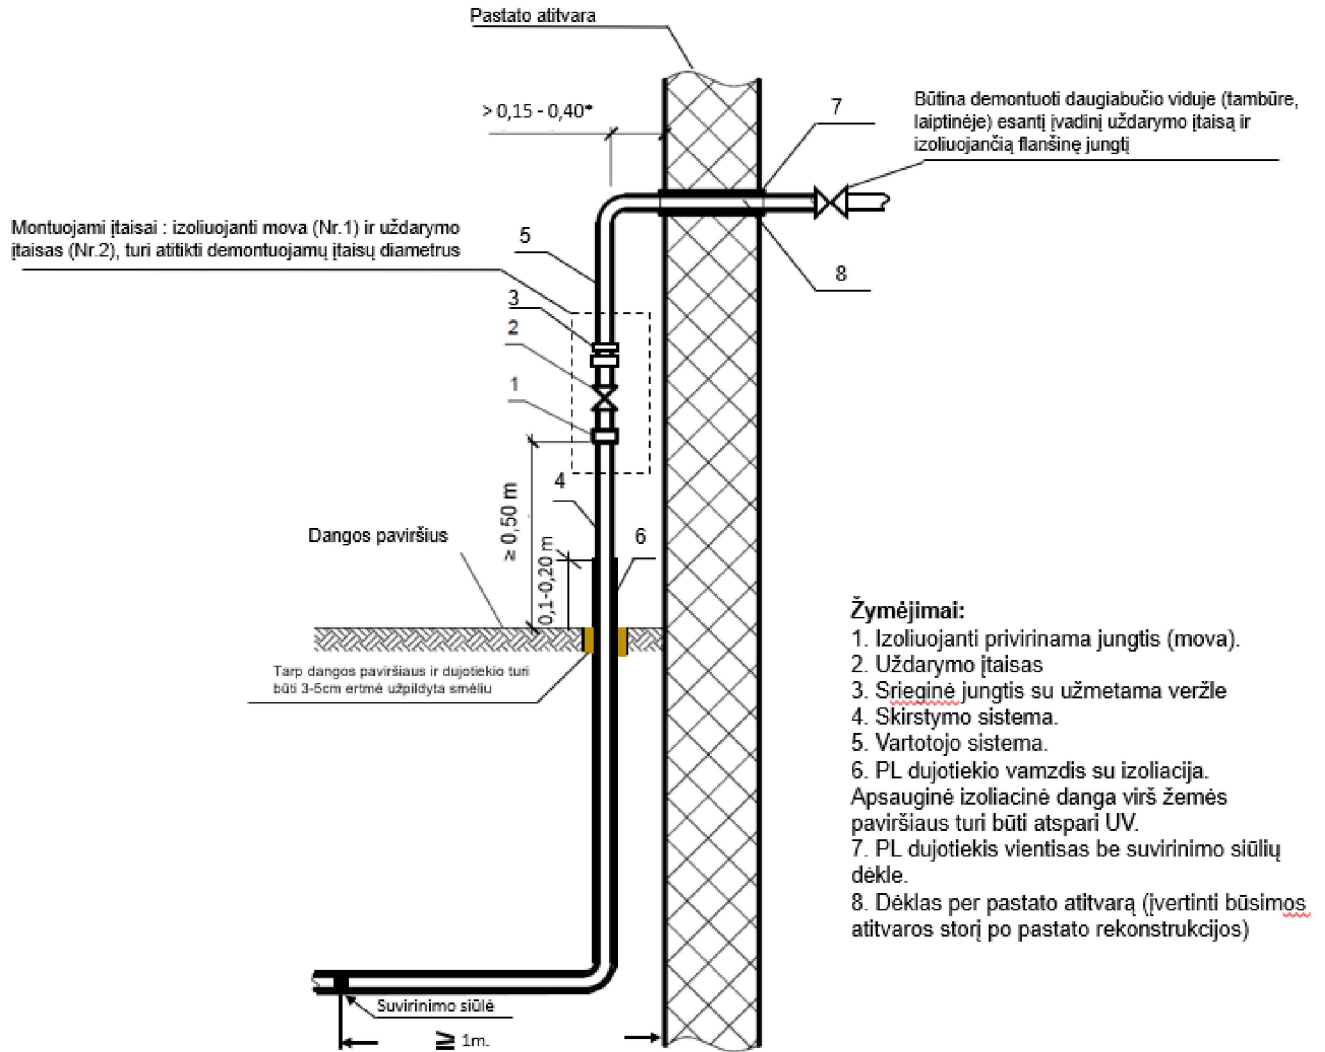 Pastato atitvara
> 0,15 - 0,40*
7
Būtina demontuoti daugiabučio viduje (tambūre,
laiptinėje) esantį įvadinį uždarymo įtaisą ir
izoliuojančią flanšinę jungtį
Montuojami įtaisai : izoliuojanti mova (Nr.1) ir uždarymo
įtaisas (Nr.2), turi atitikti demontuojamų įtaisų diametrus
5
8
3
2
1
4
≥ 0,50 m
6
0,1-0,20 m
Dangos paviršius
Tarp dangos paviršiaus ir dujotiekio turi
būti 3-5cm ertmė užpildyta smėliu
Suvirinimo siūlė
≧ 1m.
Žymėjimai:
1. Izoliuojanti privirinama jungtis (mova).
2. Uždarymo įtaisas
3. Srieginė jungtis su užmetama veržle
4. Skirstymo sistema.
5. Vartotojo sistema.
6. PL dujotiekio vamzdis su izoliacija.
Apsauginė izoliacinė danga virš žemės
paviršiaus turi būti atspari UV.
7. PL dujotiekis vientisas be suvirinimo siūlių
dėkle.
8. Dėklas per pastato atitvarą (įvertinti būsimos
atitvaros storį po pastato rekonstrukcijos)